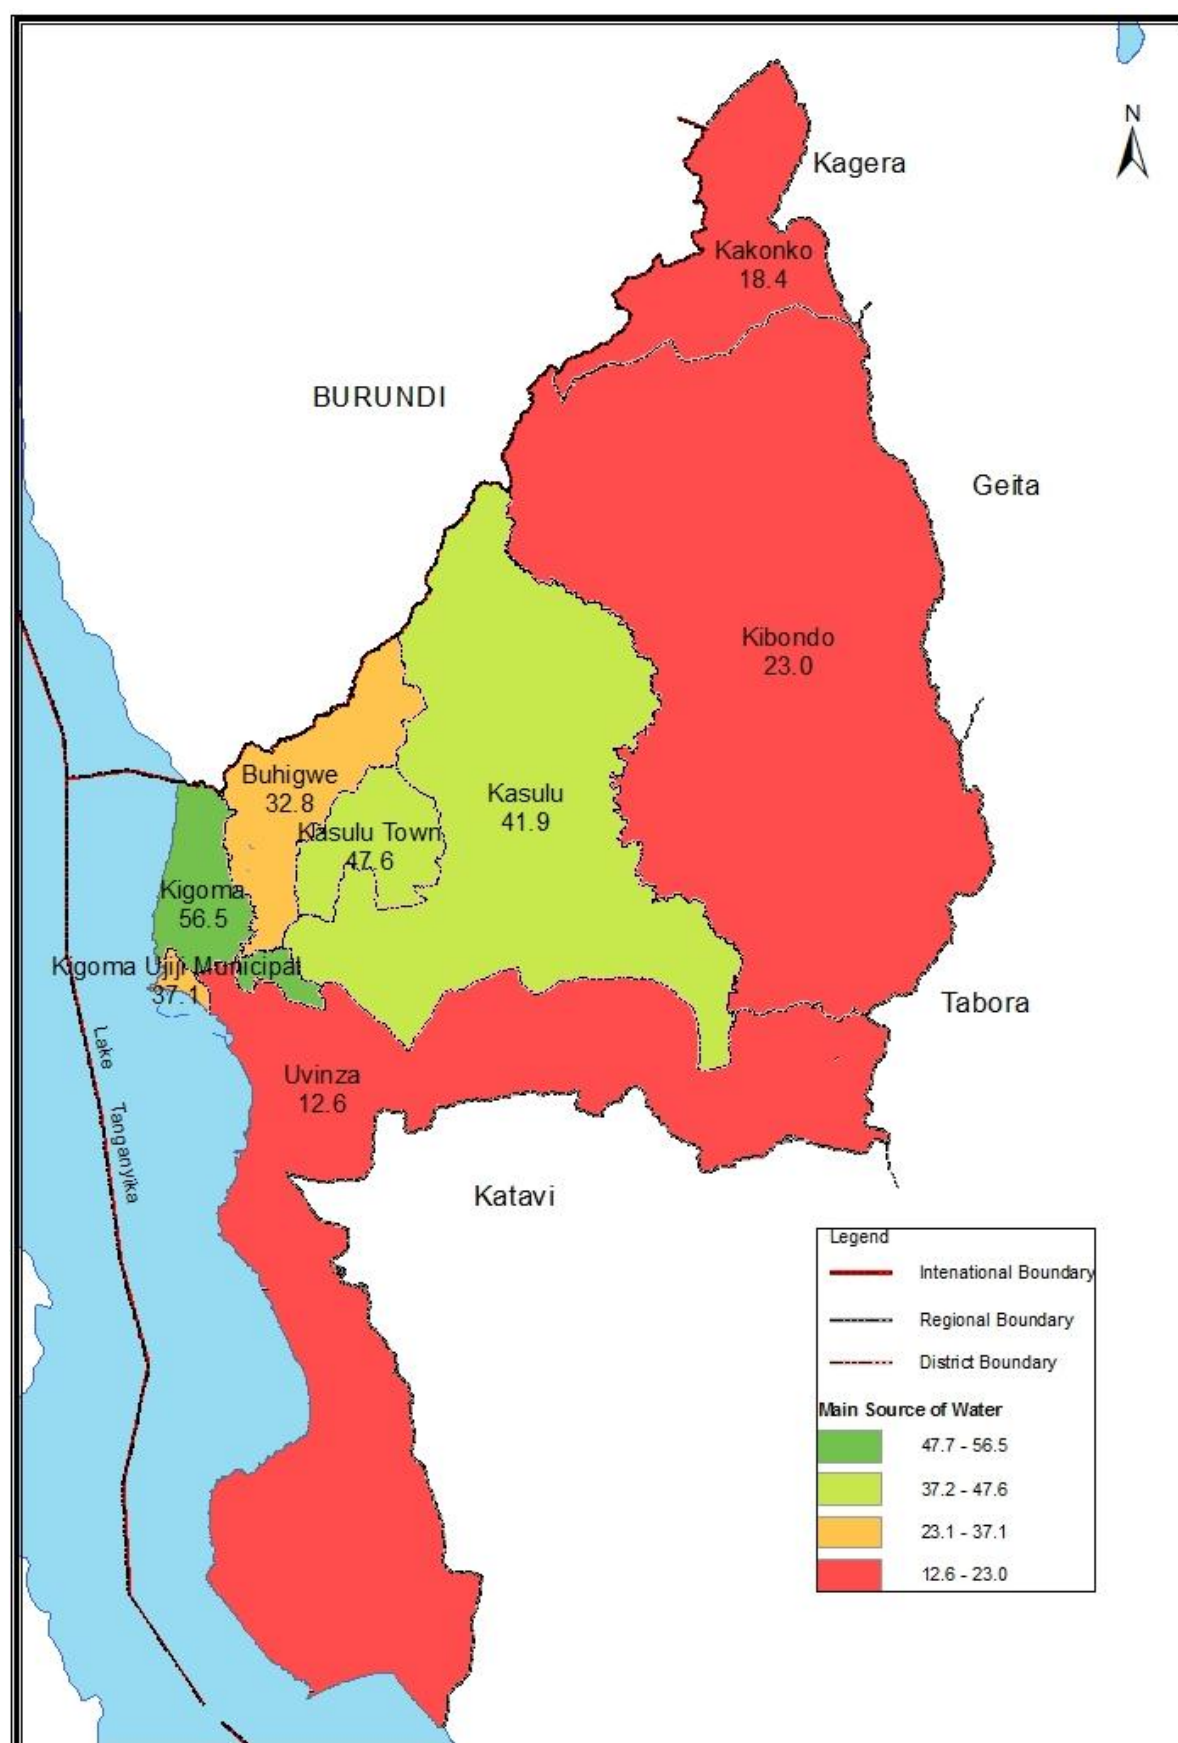 N
Kagera
Kakonko
18.4
BURUNDI
Geita
Kibondo
23.0
Buhigwe
32.8
Kasulu
41.9
Kasulu Town
47.6
Kigoma
56.5
Kigoma Ujiji Municipal
37.1
Tabora
Lake Tanganyika
Uvinza
12.6
Katavi
Legend
Intenational Boundary
Regional Boundary
District Boundary
Main Source of Water
47.7 - 56.5
37.2 - 47.6
23.1 - 37.1
12.6 - 23.0